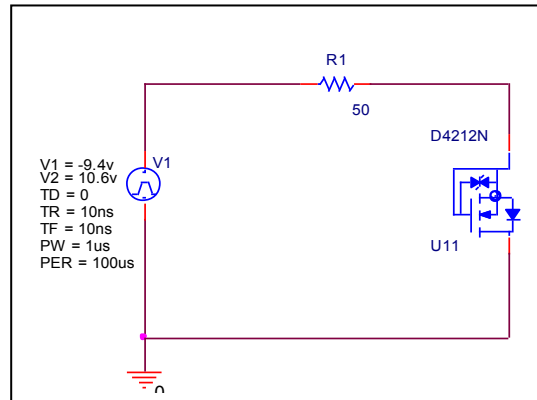 R1
50
D4212N
V1 = -9.4v
V1
V2 = 10.6v
TD = 0
TR = 10ns
TF = 10ns
PW = 1us
PER = 100us
U11
0